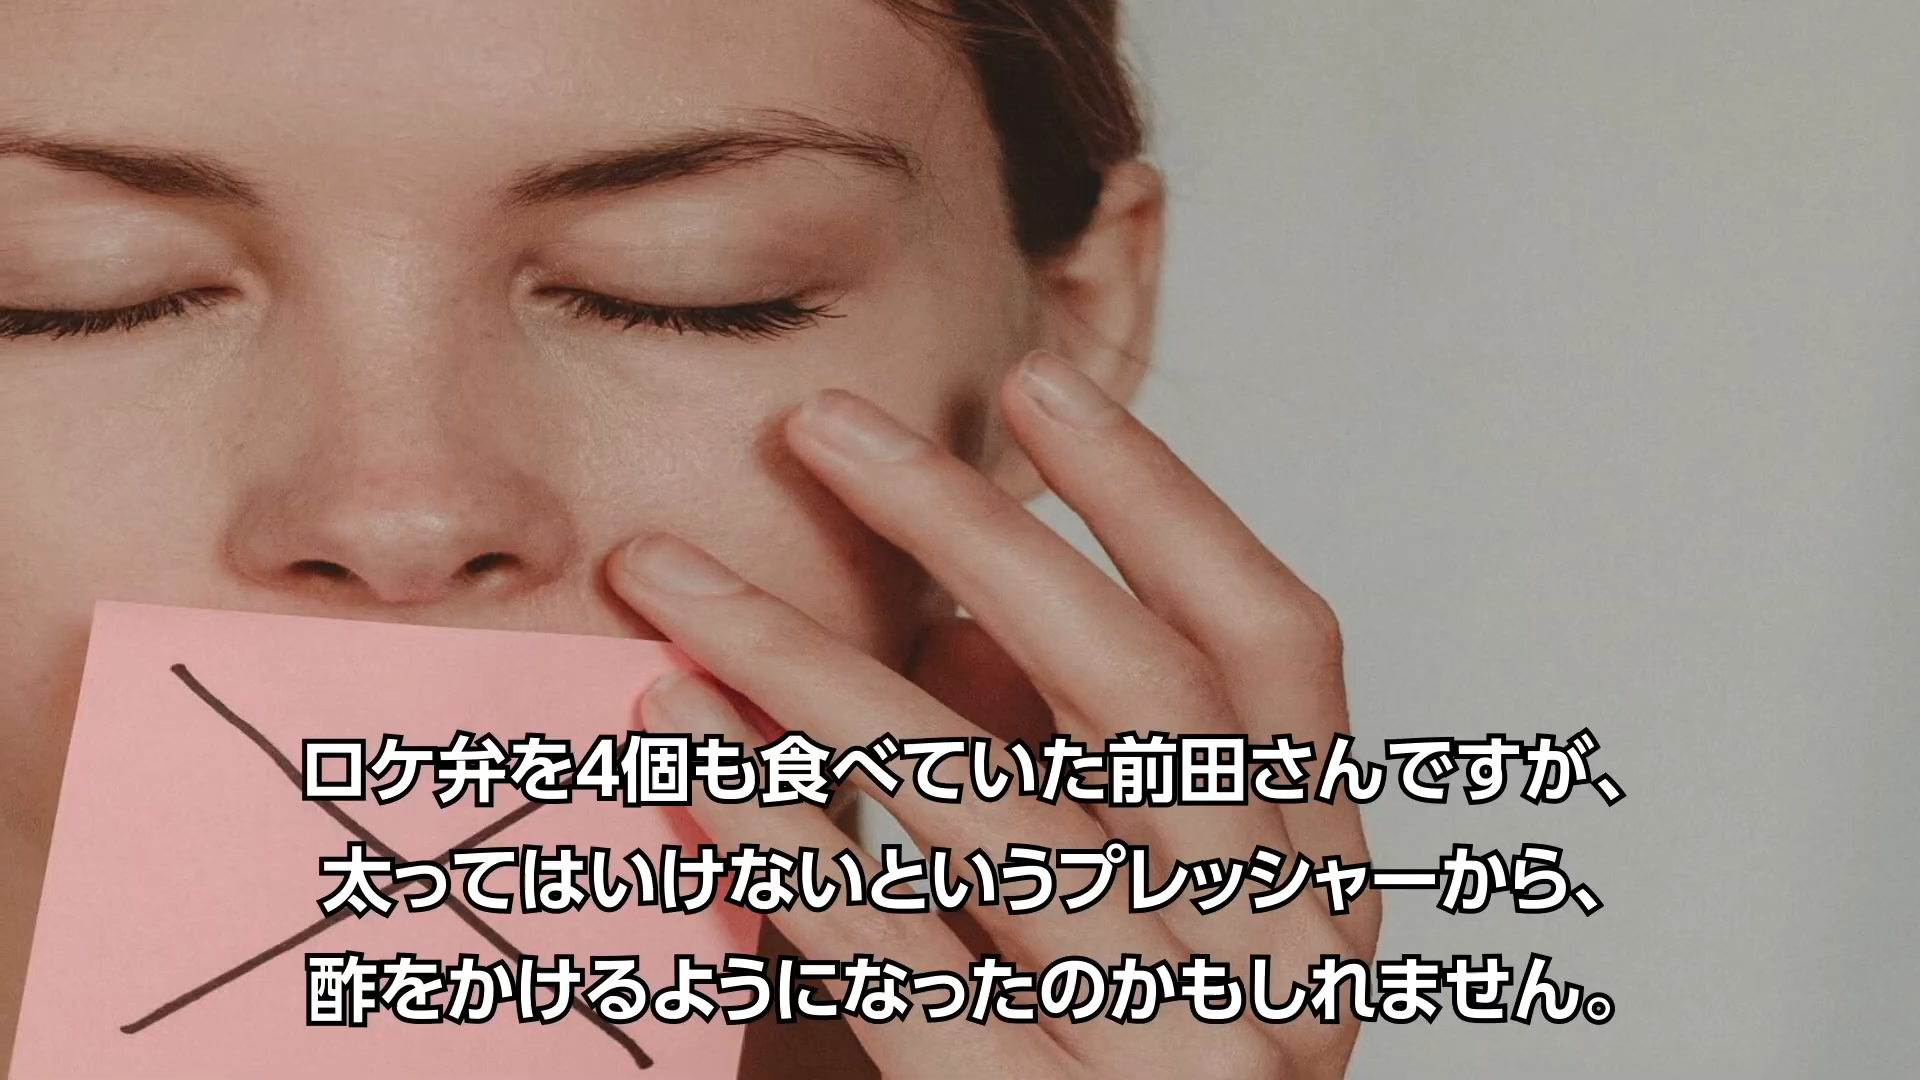 ロケ弁を4個も食べていた前田さんですが、
太ってはいけないというプレッシャーから、
酢をかけるようになったのかもしれません。